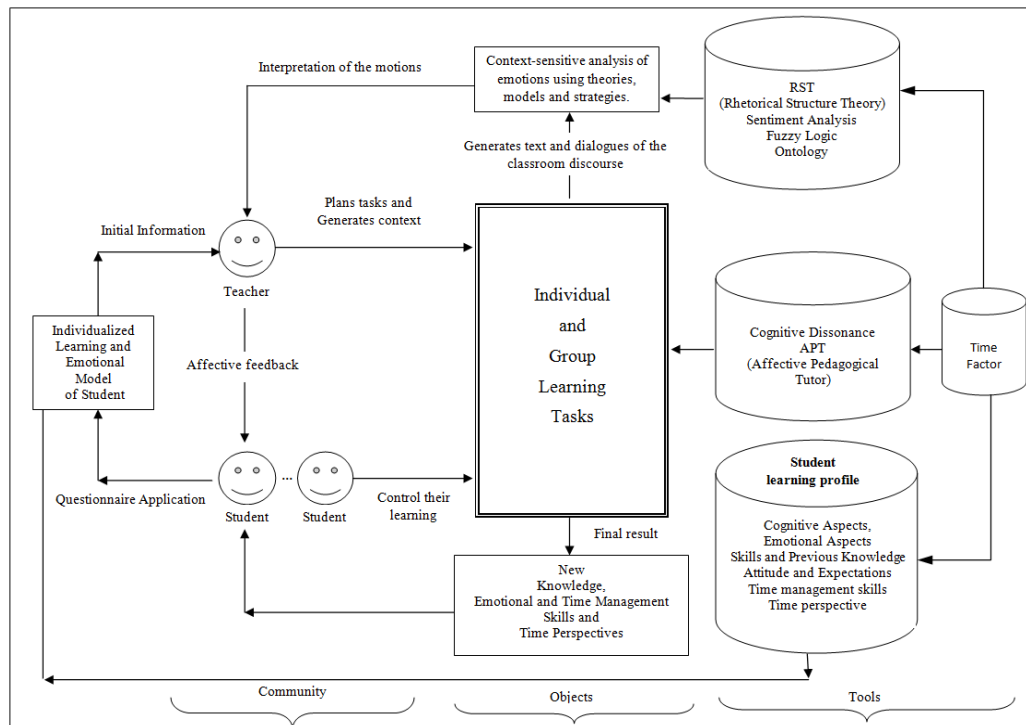 Interpretation of the motions
Context-sensitive analysis of
emotions using theories,
models and strategies.
RST
(Rhetorical Structure Theory)
Sentiment Analysis
Fuzzy Logic
Ontology
Generates text and dialogues of the
classroom discourse
Plans tasks and
Generates context
Initial Information
Teacher
Individual
and
Group
Learning
Tasks
Cognitive Dissonance
APT
(Affective Pedagogical
Tutor)
Time
Factor
Individualized
Learning and
Emotional
Model
of Student
Affective feedback
Questionnaire Application
...
Student
Student
Control their
learning
Student
learning profile
Cognitive Aspects,
Emotional Aspects
Skills and Previous Knowledge
Attitude and Expectations
Time management skills
Time perspective
Final result
New
Knowledge,
Emotional and Time Management
Skills and
Time Perspectives
Community
Objects
Tools